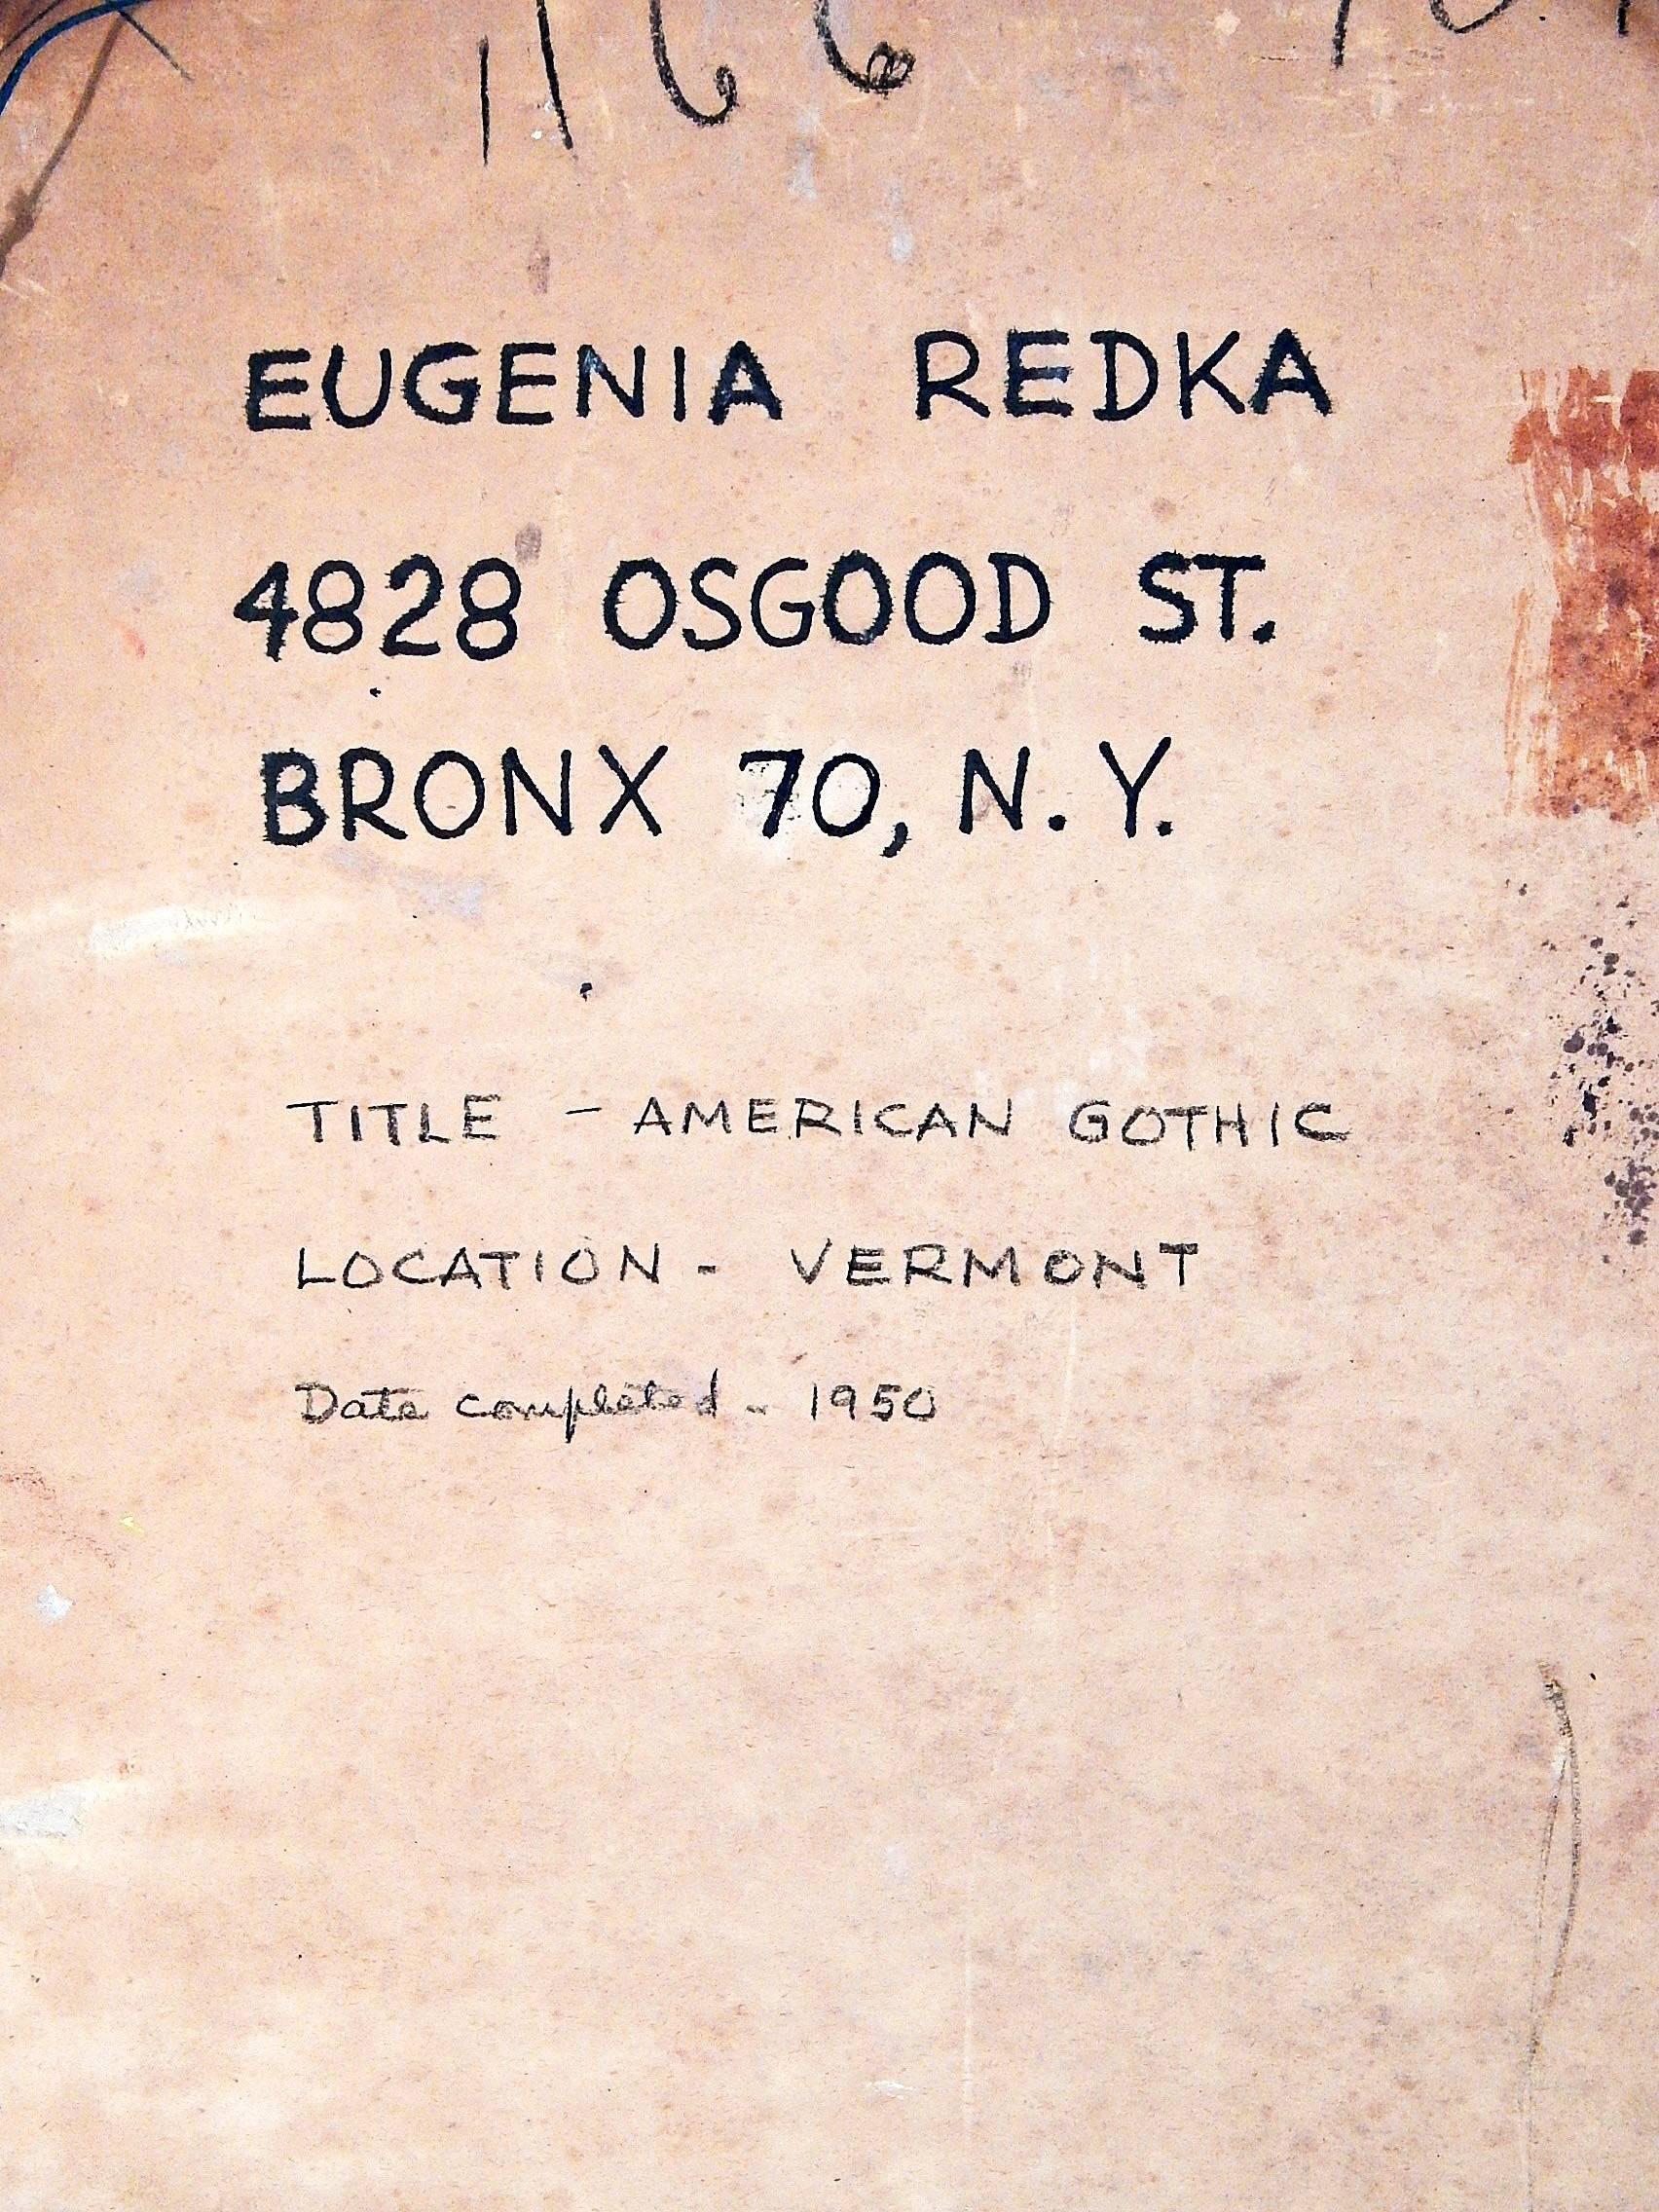 EUGENIA REDKA
4828 OSGOOD ST.
BRONX 70, N.Y.
TITLE - AMERICAN GOTHIC
LOCATION - VERMONT
Date completed - 1950